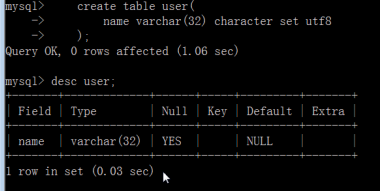 mysql>     create table user(
    ->         name varchar(32) character set utf8
    ->     );
Query OK, 0 rows affected (1.06 sec)
mysql> desc user;
+-------+-------------+------+-----+---------+-------+
| Field | Type        | Null | Key | Default | Extra |
+-------+-------------+------+-----+---------+-------+
| name  | varchar(32) | YES  |     | NULL    |       |
+-------+-------------+------+-----+---------+-------+
1 row in set (0.03 sec)